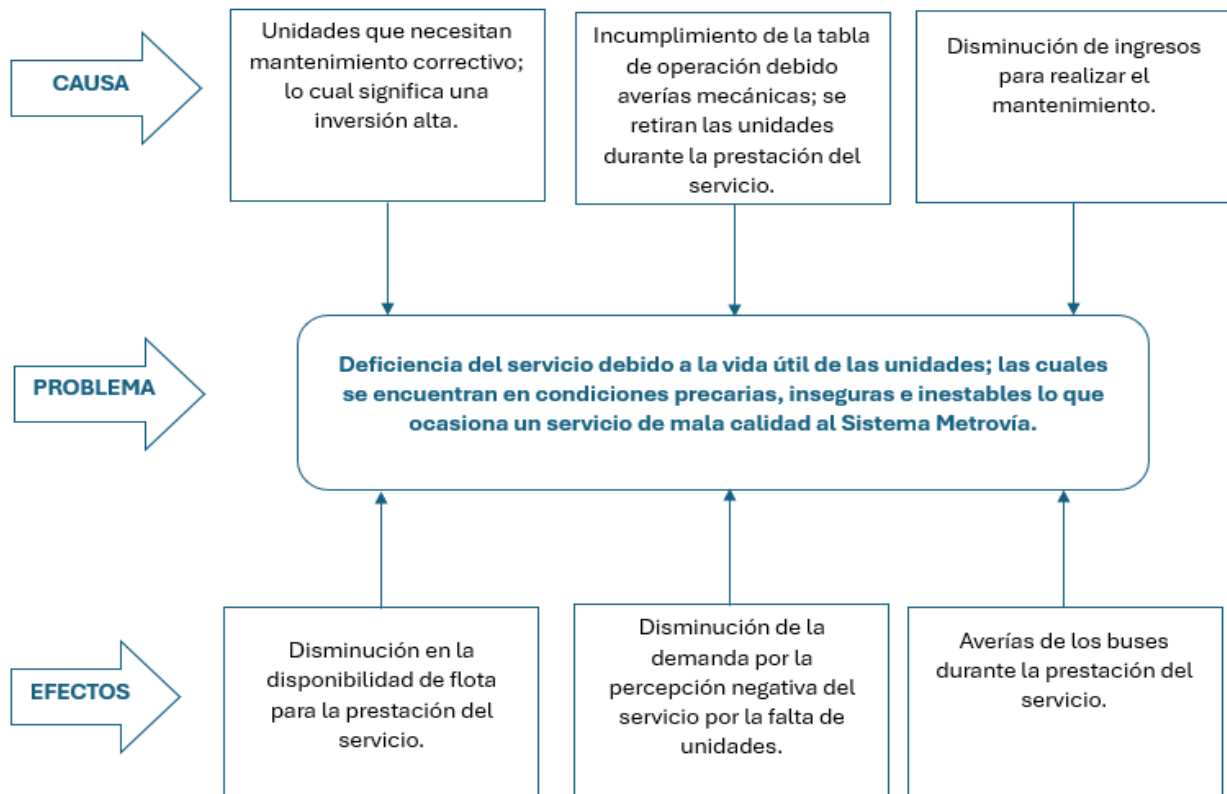 CAUSA
Unidades que necesitan
mantenimiento correctivo;
lo cual significa una
inversión alta.
Incumplimiento de la tabla
de operación debido
averías mecánicas; se
retiran las unidades
durante la prestación del
servicio.
Disminución de ingresos
para realizar el
mantenimiento.
PROBLEMA
Deficiencia del servicio debido a la vida útil de las unidades; las cuales
se encuentran en condiciones precarias, inseguras e inestables lo que
ocasiona un servicio de mala calidad al Sistema Metrovía.
EFECTOS
Disminución en la
disponibilidad de flota
para la prestación del
servicio.
Disminución de la
demanda por la
percepción negativa del
servicio por la falta de
unidades.
Averías de los buses
durante la prestación del
servicio.